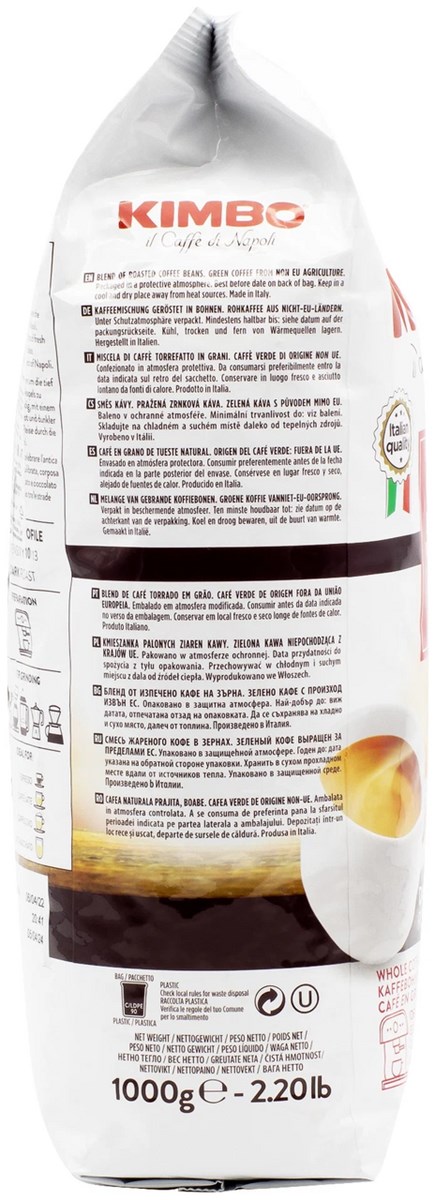 KIMBO
il Caffè di Napoli
EN BLEND OF ROASTED COFFEE BEANS. GREEN COFFEE FROM NON EU AGRICULTURE.
Packaged in a protective atmosphere. Best before date on back of bag. Keep in a
cool and dry place away from heat sources. Made in Italy.
DE KAFFEEMISCHUNG GERÖSTET IN BOHNEN. ROHKAFFEE AUS NICHT-EU-LÄNDERN.
Unter Schutzatmosphäre verpackt. Mindestens haltbar bis: siehe datum auf der
packungsrückseite. Kühl, trocken und fern von Wärmequellen lagern.
Hergestellt in Italien.
IT MISCELA DI CAFFÈ TORREFATTO IN GRANI. CAFFÈ VERDE DI ORIGINE NON UE.
Confezionato in atmosfera protettiva. Da consumarsi preferibilmente entro la
data indicata sul retro del sacchetto. Conservare in luogo fresco e asciutto
lontano da fonti di calore. Prodotto in Italia.
CS SMĚS KÁVY. PRAŽENÁ ZRNKOVÁ KÁVA. ZELENÁ KÁVA S PŮVODEM MIMO EU.
Baleno v ochranné atmosféře. Minimální trvanlivost do: viz balení.
Skladujte na chladném a suchém místě daleko od tepelných zdrojů.
Vyrobeno v Itálii.
ES CAFÉ EN GRANO DE TUESTE NATURAL. ORIGEN DEL CAFÉ VERDE: FUERA DE LA UE.
Envasado en atmósfera protectora. Consumir preferentemente antes de la fecha
indicada en la parte posterior del envase. Consérvese en lugar fresco y seco,
alejado de fuentes de calor. Producido en Italia.
NL MELANGE VAN GEBRANDE KOFFIEBONEN. GROENE KOFFIE VANNIET-EU-OORSPRONG.
Verpakt in beschermende atmosfeer. Ten minste houdbaar tot: zie datum op de
achterkant van de verpakking. Koel en droog bewaren, uit de buurt van warmte.
Gemaakt in Italië.
PT BLEND DE CAFÉ TORRADO EM GRÃO. CAFÉ VERDE DE ORIGEM FORA DA UNIÃO
EUROPEIA. Embalado em atmosfera modificada. Consumir antes da data indicada
no verso da embalagem. Conservar em local fresco e seco longe de fontes de calor.
Produto Italiano.
PL KMIESZANKA PALONYCH ZIAREN KAWY. ZIELONA KAWA NIEPOCHODZĄCA Z
KRAJÓW UE. Pakowano w atmosferze ochronnej. Data przydatności do
spożycia z tyłu opakowania. Przechowywać w chłodnym i suchym
miejscu z dala od źródeł ciepła. Wyprodukowano we Włoszech.
BG БЛЕНД ОТ ИЗПЕЧЕНО КАФЕ НА ЗЪРНА. ЗЕЛЕНО КАФЕ С ПРОИЗХОД
ИЗВЪН ЕС. Опаковано в защитна атмосфера. Най-добър до: виж
датата, отпечатана отзад на опаковката. Да се съхранява на хладно
и сухо място, далеч от топлина. Произведено в Италия.
RU СМЕСЬ ЖАРЕНОГО КОФЕ В ЗЕРНАХ. ЗЕЛЕНЫЙ КОФЕ ВЫРАЩЕН ЗА
ПРЕДЕЛАМИ ЕС. Упаковано в защищенной атмосфере. Годен до: дата
указана на обратной стороне упаковки. Хранить в сухом прохладном
месте вдали от источников тепла. Упаковано в защищенной среде.
Произведено в Италии.
RO CAFEA NATURALA PRAJITA, BOABE. CAFEA VERDE DE ORIGINE NON-UE. Ambalata
in atmosfera controlata. A se consuma de preferinta pana la sfarsitul
perioadei indicata pe partea laterala a ambalajului. Depozitați intr-un
loc rece și uscat, departe de sursele de căldură. Produsa in Italia.
Italian
quality
OFILE
DARK ROAST
GRINDING
IDEAL FOR
20:41
WHOLE
KAFFEEBO
CAFÉ EN G
BAG / PACCHETTO
C/LDPE
90
PLASTIC / PLASTICA
PLASTIC
Check local rules for waste disposal
RACCOLTA PLASTICA
Verifica le regole del tuo Comune
per lo smaltimento
U
NET WEIGHT / NETTOGEWICHT / PESO NETTO / POIDS NET /
PESO NETO / NETTO GEWICHT / PESO LÍQUIDO / WAGA NETTO /
НЕТНО ТЕГЛО / ВЕС НЕТТО / GREUTATE NETA / ČISTÁ HMOTNOST/
NETTOVIKT / NETTOPAINO / NETTOVEKT / ВАГА НЕТТО
1000g ℮ - 2.20lb